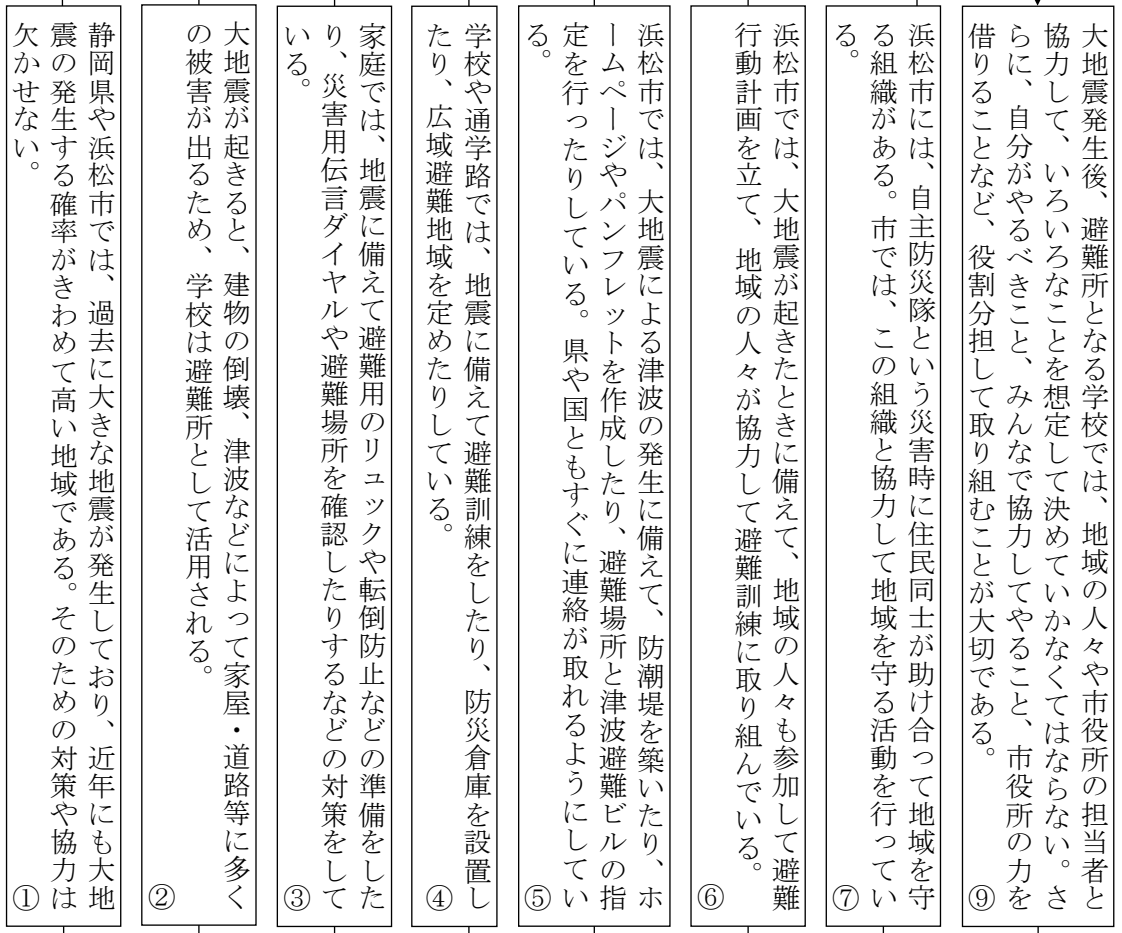 大地震発生後、避難所となる学校では、地域の人々や市役所の担当者と
協力して、いろいろなことを想定して決めていかなくてはならない。さ
らに、自分がやるべきこと、みんなで協力してやること、市役所の力を
借りることなど、役割分担して取り組むことが大切である。
⑨
浜松市には、自主防災隊という災害時に住民同士が助け合って地域を守
る組織がある。市では、この組織と協力して地域を守る活動を行ってい
る。
⑦
浜松市では、大地震が起きたときに備えて、地域の人々も参加して避難
行動計画を立て、地域の人々が協力して避難訓練に取り組んでいる。
⑥
浜松市では、大地震による津波の発生に備えて、防潮堤を築いたり、ホ
ームページやパンフレットを作成したり、避難場所と津波避難ビルの指
定を行ったりしている。県や国ともすぐに連絡が取れるようにしてい
る。
⑤
学校や通学路では、地震に備えて避難訓練をしたり、防災倉庫を設置し
たり、広域避難地域を定めたりしている。
④
家庭では、地震に備えて避難用のリュックや転倒防止などの準備をした
り、災害用伝言ダイヤルや避難場所を確認したりするなどの対策をして
いる。
③
大地震が起きると、建物の倒壊、津波などによって家屋・道路等に多く
の被害が出るため、学校は避難所として活用される。
②
静岡県や浜松市では、過去に大きな地震が発生しており、近年にも大地
震の発生する確率がきわめて高い地域である。そのための対策や協力は
欠かせない。
①